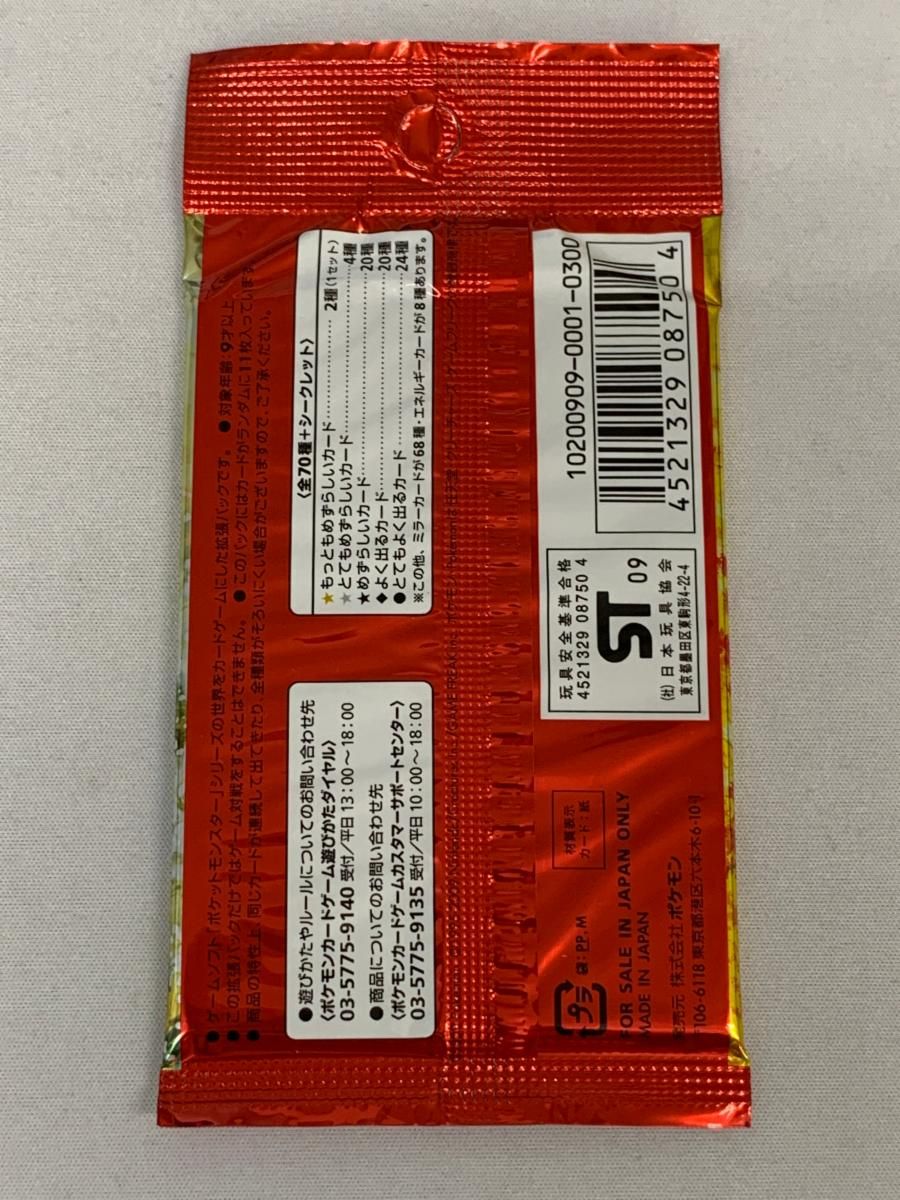 ●ゲームソフト「ポケットモンスター」シリーズの世界をカードゲームにした拡張パックです。 ●対象年齢:9才以上
●この拡張パックだけではゲーム対戦をすることはできません。 ●このパックにはカードがランダムに11枚入っています。
●商品の特性上、同じカードが連続して出てきたり、全種類がそろいにくい場合がございますので、ご了承ください。
●遊びかたやルールについてのお問い合わせ先
〈ポケモンカードゲーム遊びかたダイヤル〉
03-5775-9140 受付/平日13:00〜18:00
●商品についてのお問い合わせ先
〈ポケモンカードゲームカスタマーサポートセンター〉
03-5775-9135 受付/平日10:00〜18:00
〈全70種+シークレット〉
★もっともめずらしいカード 2種(1セット)
★とてもめずらしいカード 4種
★めずらしいカード 20種
◆よく出るカード 20種
●とてもよく出るカード 24種
※この他、ミラーカードが68種・エネルギーカードが8種あります。
プラ 袋:PP,M
材質表示
カード:紙
FOR SALE IN JAPAN ONLY
MADE IN JAPAN
発売元 株式会社ポケモン
〒106-6118 東京都港区六本木6-10号
玩具安全基準合格
4521329 08750 4
ST 09
(社)日本玩具協会
東京都墨田区東駒形4-22-4
10200909-0001-0300
4 521329 087504